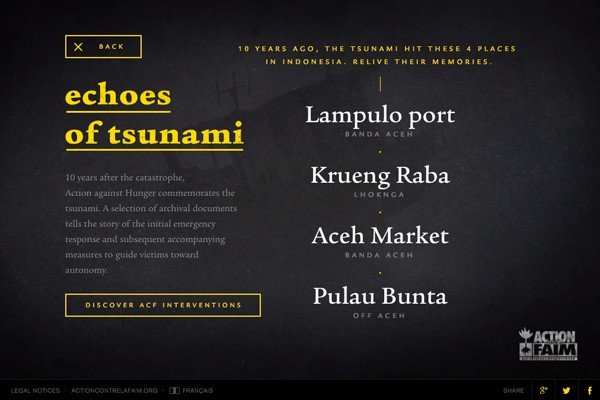 BACK
echoes
of tsunami
10 years after the catastrophe,
Action against Hunger commemorates the
tsunami. A selection of archival documents
tells the story of the initial emergency
response and subsequent accompanying
measures to guide victims toward
autonomy.
DISCOVER ACF INTERVENTIONS
10 YEARS AGO, THE TSUNAMI HIT THESE 4 PLACES
IN INDONESIA. RELIVE THEIR MEMORIES.
Lampulo port
BANDA ACEH
Krueng Raba
LHOKNGA
Aceh Market
BANDA ACEH
Pulau Bunta
OFF ACEH
ACTION
FAIM
LEGAL NOTICES · ACTIONCONTRELAFAIM.ORG · FRANÇAIS
SHARE